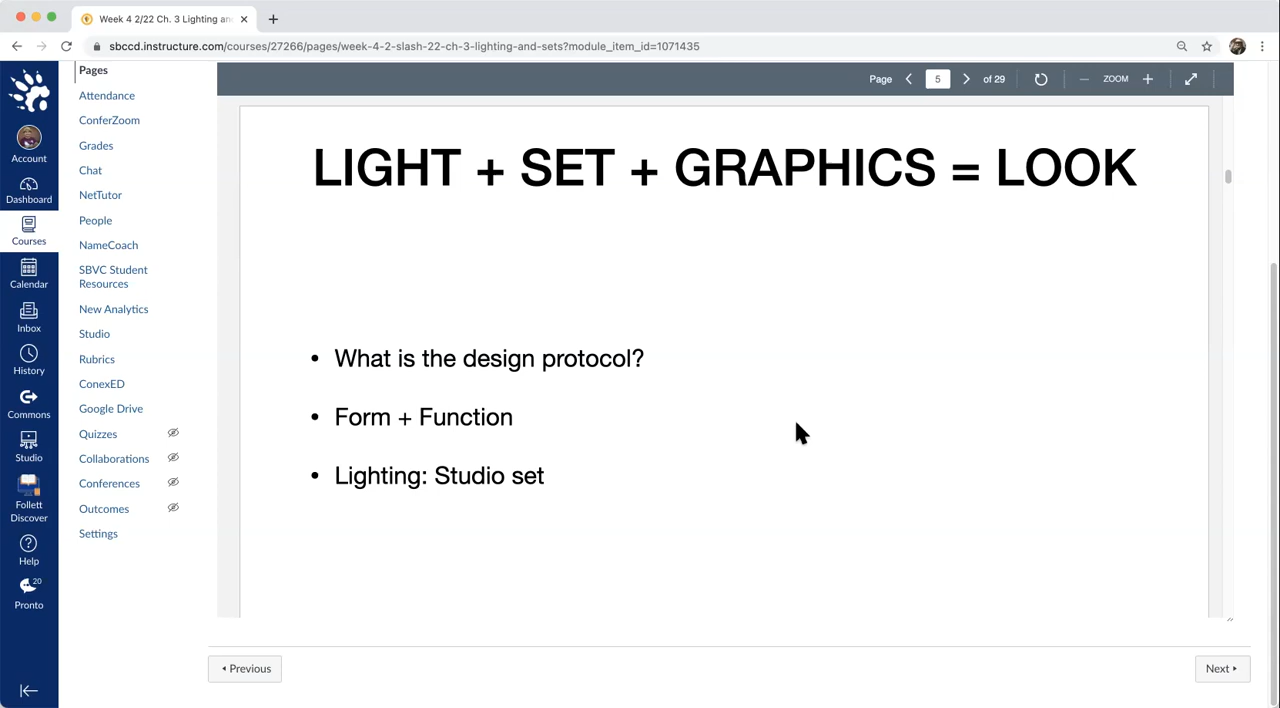 Week 4 2/22 Ch. 3 Lighting an
sbccd.instructure.com/courses/27266/pages/week-4-2-slash-22-ch-3-lighting-and-sets?module_item_id=1071435
Account
Dashboard
Courses
Calendar
Inbox
History
Commons
Studio
Follett
Discover
Help
20
Pronto
Pages
Attendance
ConferZoom
Grades
Chat
NetTutor
People
NameCoach
SBVC Student
Resources
New Analytics
Studio
Rubrics
ConexED
Google Drive
Quizzes
Collaborations
Conferences
Outcomes
Settings
Page 5 of 29 ZOOM
LIGHT + SET + GRAPHICS = LOOK
• What is the design protocol?
• Form + Function
• Lighting: Studio set
Previous
Next